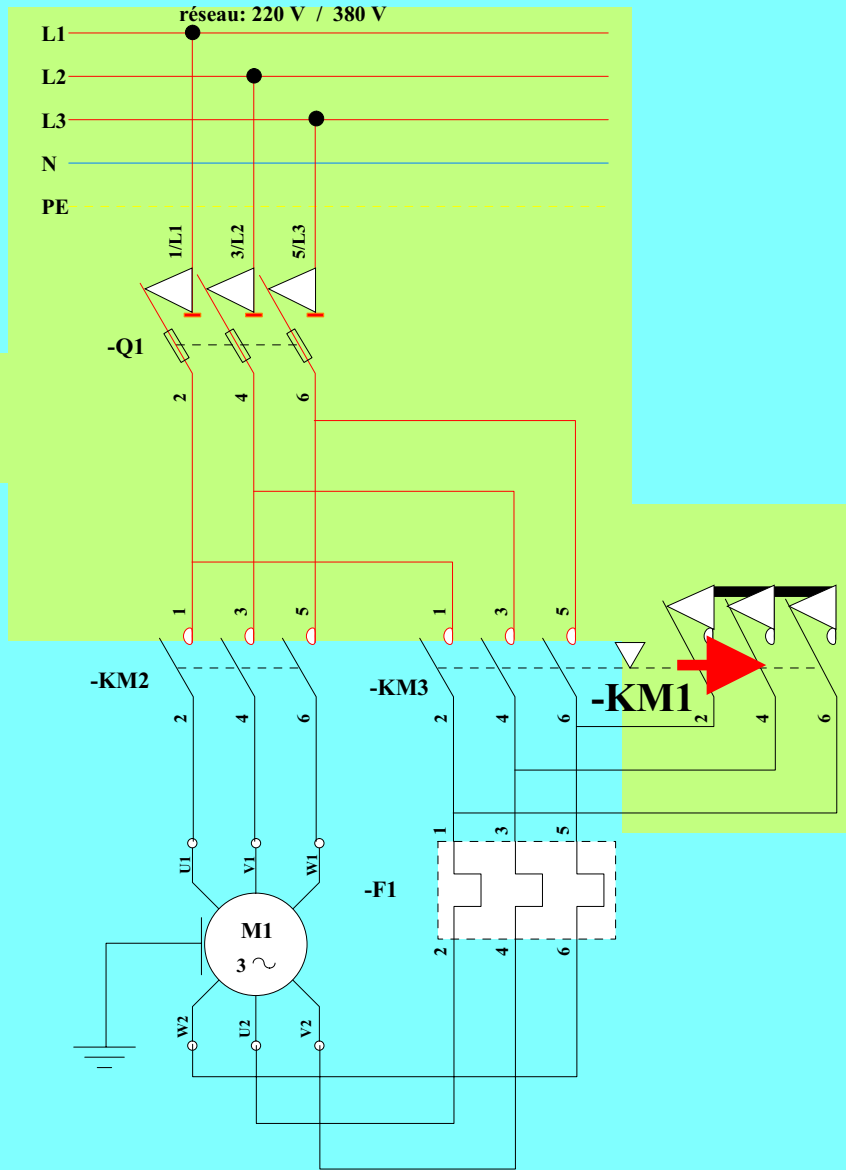 réseau: 220 V / 380 V
L1
L2
L3
N
PE
1/L1 3/L2 5/L3
-Q1
2 4 6
1 3 5 1 3 5
-KM2 -KM3 -KM1
2 4 6 2 4 6 2 4 6
1 3 5
U1 V1 W1
-F1
M1
3
2 4 6
W2 U2 V2